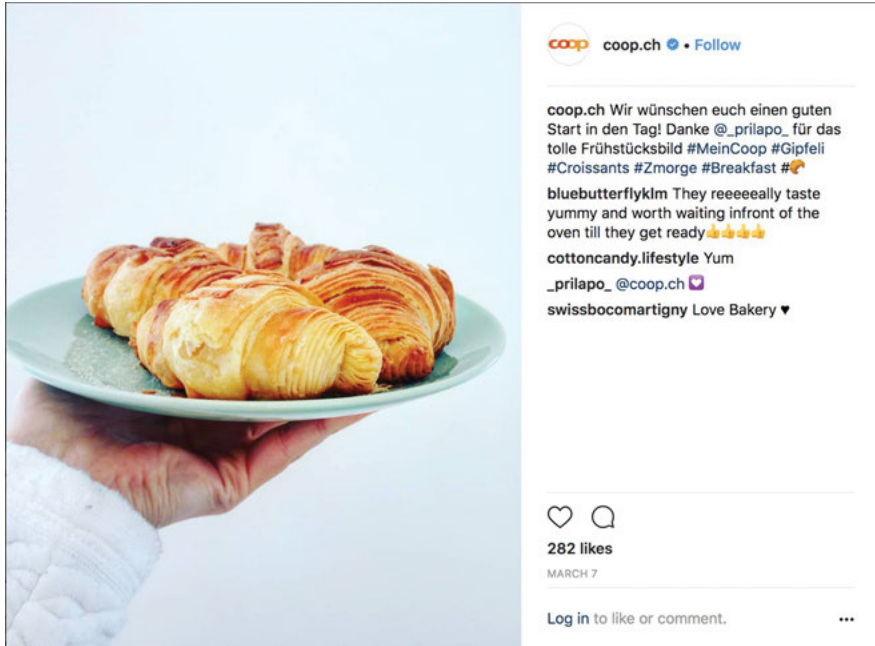 coop
coop.ch • Follow
coop.ch Wir wünschen euch einen guten
Start in den Tag! Danke @_prilapo_ für das
tolle Frühstücksbild #MeinCoop #Gipfeli
#Croissants #Zmorge #Breakfast #🥐
bluebutterflyklm They reeeeeally taste
yummy and worth waiting infront of the
oven till they get ready👍👍👍👍
cottoncandy.lifestyle Yum
_prilapo_ @coop.ch 💟
swissbocomartigny Love Bakery ♥
282 likes
MARCH 7
Log in to like or comment.